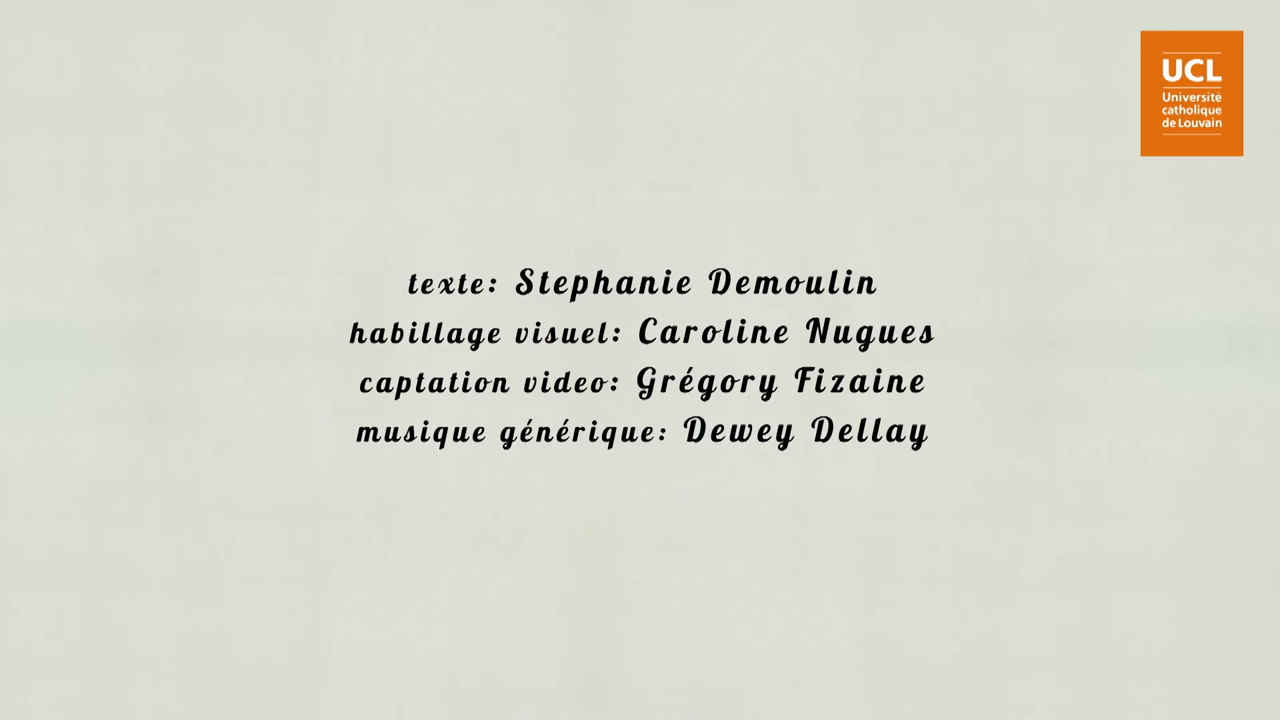 UCL
Université
catholique
de Louvain
texte: Stephanie Demoulin
habillage visuel: Caroline Nugues
captation video: Grégory Fizaine
musique générique: Dewey Dellay